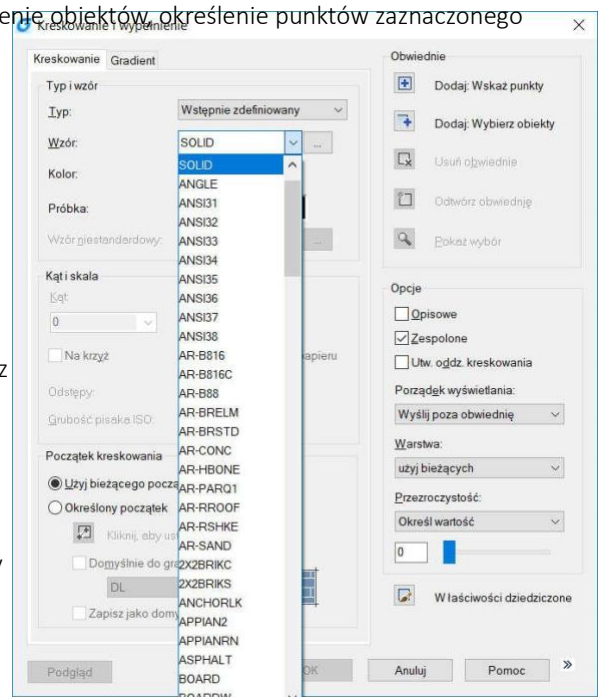 enie obiektów, określenie punktów zaznaczonego
Kreskowanie i wypełnienie
Kreskowanie Gradient
Typ i wzór
Typ: Wstępnie zdefiniowany
Wzór: SOLID ...
Kolor:
Próbka:
Wzór niestandardowy: ...
SOLID
ANGLE
ANSI31
ANSI32
ANSI33
ANSI34
ANSI35
ANSI36
ANSI37
ANSI38
AR-B816
AR-B816C
AR-B88
AR-BRELM
AR-BRSTD
AR-CONC
AR-HBONE
AR-PARQ1
AR-RROOF
AR-RSHKE
AR-SAND
2X2BRIKC
2X2BRIKS
ANCHORLK
APPIAN2
APPIANRN
ASPHALT
BOARD
BOARDW
Kąt i skala
Kąt:
0
Na krzyż apieru
z
Odstępy:
Grubość pisaka ISO:
Początek kreskowania
Użyj bieżącego począ
Określony początek
Kliknij, aby us
Domyślnie do gra
DL
Zapisz jako domy
Podgląd OK Anuluj Pomoc »
Obwiednie
Dodaj: Wskaż punkty
Dodaj: Wybierz obiekty
Usuń obwiednie
Odtwórz obwiednię
Pokaż wybór
Opcje
Opisowe
Zespolone
Utw. oddz. kreskowania
Porządek wyświetlania:
Wyślij poza obwiednię
Warstwa:
użyj bieżących
Przezroczystość:
Określ wartość
0
Właściwości dziedziczone